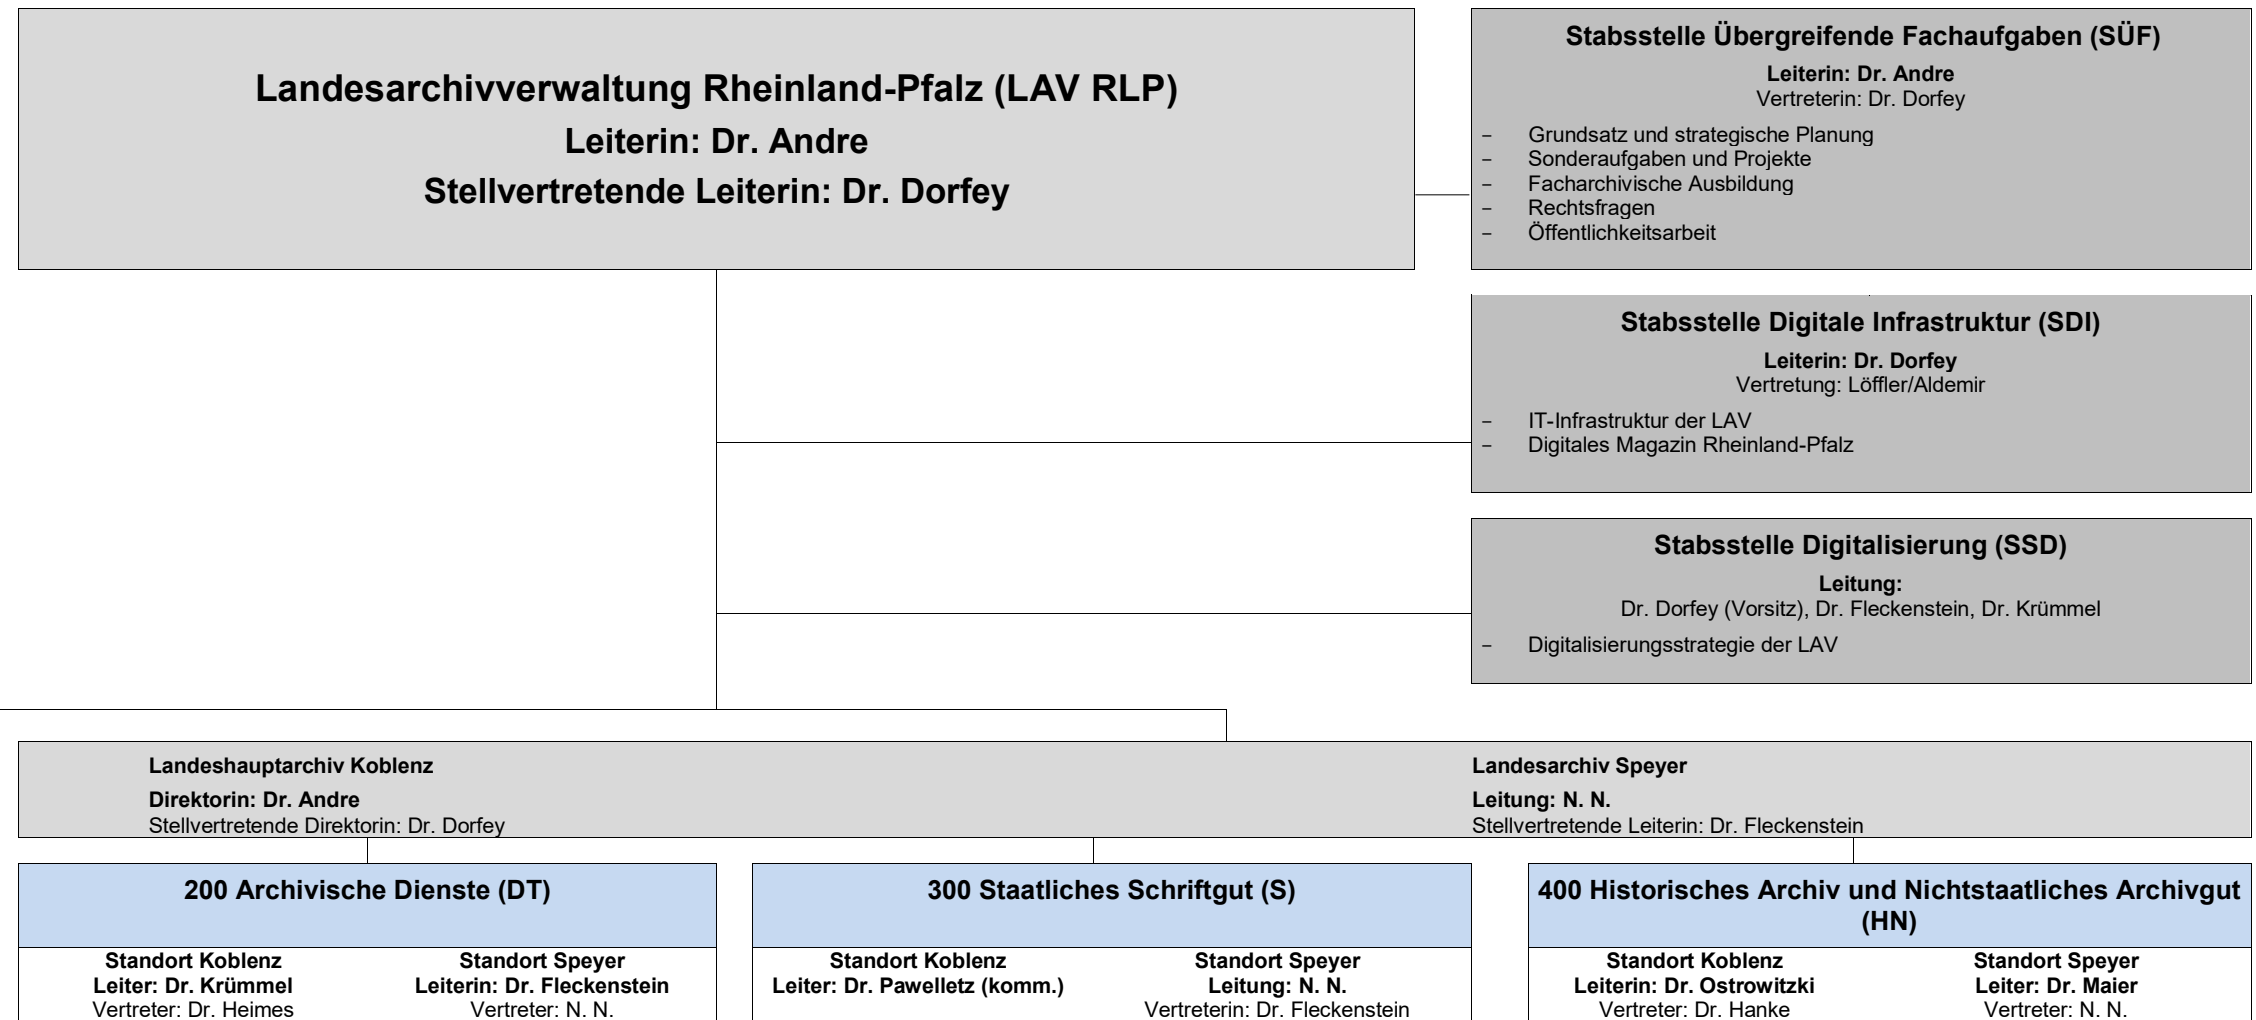 Landesarchivverwaltung Rheinland-Pfalz (LAV RLP)
Leiterin: Dr. Andre
Stellvertretende Leiterin: Dr. Dorfey
Stabsstelle Übergreifende Fachaufgaben (SÜF)
Leiterin: Dr. Andre
Vertreterin: Dr. Dorfey
– Grundsatz und strategische Planung
– Sonderaufgaben und Projekte
– Facharchivische Ausbildung
– Rechtsfragen
– Öffentlichkeitsarbeit
Stabsstelle Digitale Infrastruktur (SDI)
Leiterin: Dr. Dorfey
Vertretung: Löffler/Aldemir
– IT-Infrastruktur der LAV
– Digitales Magazin Rheinland-Pfalz
Stabsstelle Digitalisierung (SSD)
Leitung:
Dr. Dorfey (Vorsitz), Dr. Fleckenstein, Dr. Krümmel
– Digitalisierungsstrategie der LAV
Landeshauptarchiv Koblenz
Direktorin: Dr. Andre
Stellvertretende Direktorin: Dr. Dorfey
Landesarchiv Speyer
Leitung: N. N.
Stellvertretende Leiterin: Dr. Fleckenstein
200 Archivische Dienste (DT)
Standort Koblenz
Leiter: Dr. Krümmel
Vertreter: Dr. Heimes
Standort Speyer
Leiterin: Dr. Fleckenstein
Vertreter: N. N.
300 Staatliches Schriftgut (S)
Standort Koblenz
Leiter: Dr. Pawelletz (komm.)
Standort Speyer
Leitung: N. N.
Vertreterin: Dr. Fleckenstein
400 Historisches Archiv und Nichtstaatliches Archivgut
(HN)
Standort Koblenz
Leiterin: Dr. Ostrowitzki
Vertreter: Dr. Hanke
Standort Speyer
Leiter: Dr. Maier
Vertreter: N. N.